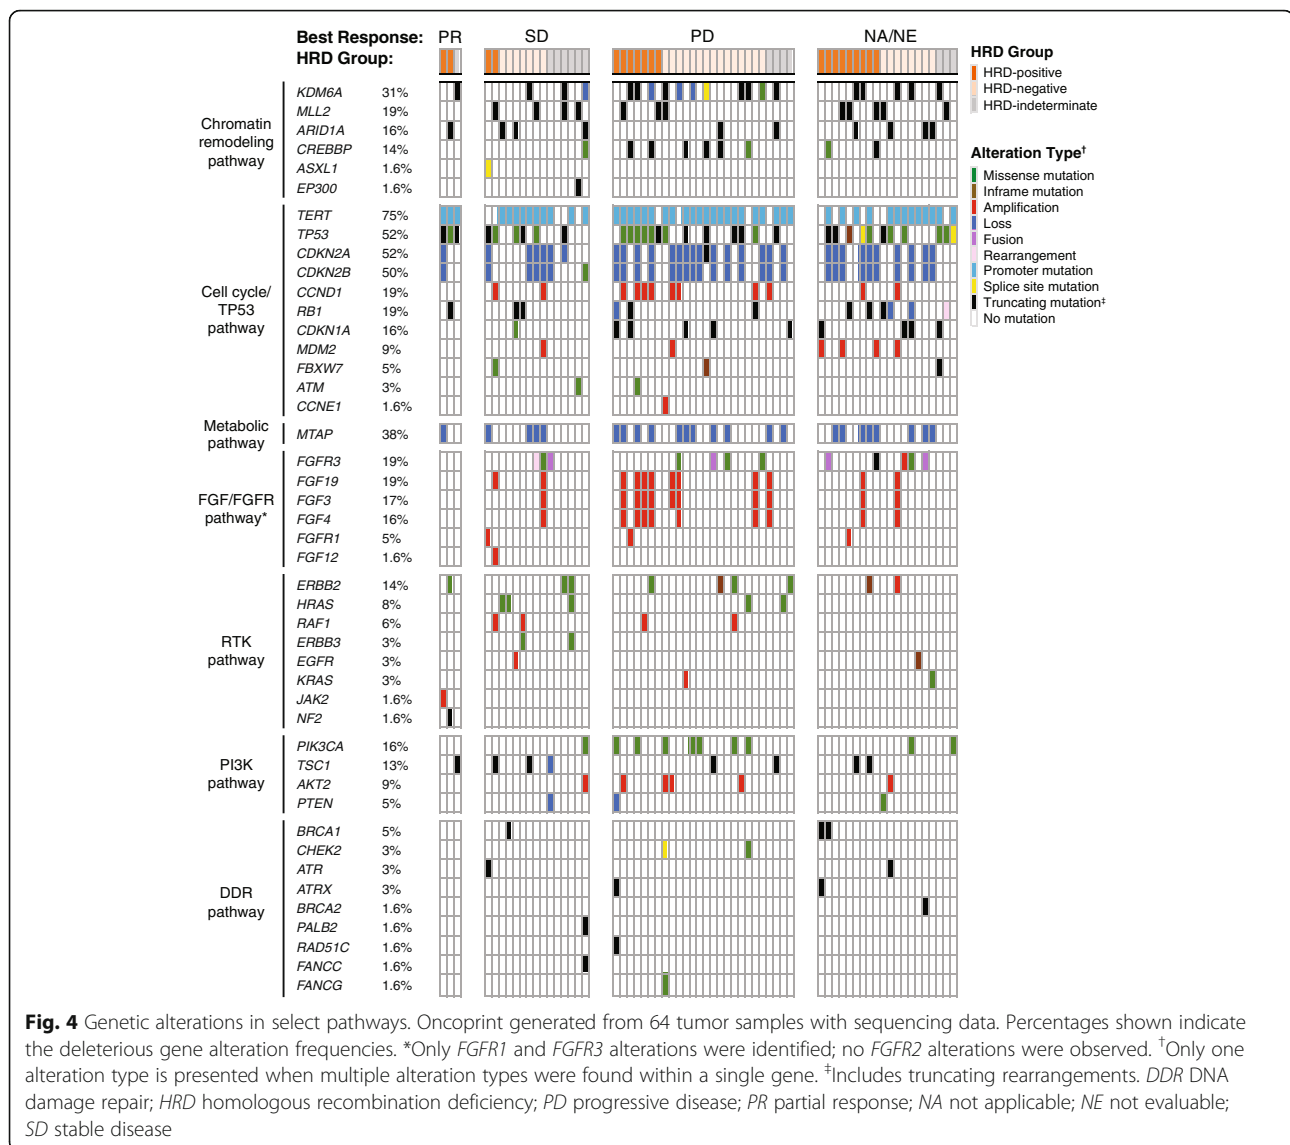 Best Response: PR SD PD NA/NE
HRD Group:
HRD Group
HRD-positive
HRD-negative
HRD-indeterminate
Alteration Type†
Missense mutation
Inframe mutation
Amplification
Loss
Fusion
Rearrangement
Promoter mutation
Splice site mutation
Truncating mutation‡
No mutation
Chromatin
remodeling
pathway
KDM6A 31%
MLL2 19%
ARID1A 16%
CREBBP 14%
ASXL1 1.6%
EP300 1.6%
Cell cycle/
TP53
pathway
TERT 75%
TP53 52%
CDKN2A 52%
CDKN2B 50%
CCND1 19%
RB1 19%
CDKN1A 16%
MDM2 9%
FBXW7 5%
ATM 3%
CCNE1 1.6%
Metabolic
pathway
MTAP 38%
FGF/FGFR
pathway*
FGFR3 19%
FGF19 19%
FGF3 17%
FGF4 16%
FGFR1 5%
FGF12 1.6%
RTK
pathway
ERBB2 14%
HRAS 8%
RAF1 6%
ERBB3 3%
EGFR 3%
KRAS 3%
JAK2 1.6%
NF2 1.6%
PI3K
pathway
PIK3CA 16%
TSC1 13%
AKT2 9%
PTEN 5%
DDR
pathway
BRCA1 5%
CHEK2 3%
ATR 3%
ATRX 3%
BRCA2 1.6%
PALB2 1.6%
RAD51C 1.6%
FANCC 1.6%
FANCG 1.6%
Fig. 4 Genetic alterations in select pathways. Oncoprint generated from 64 tumor samples with sequencing data. Percentages shown indicate
the deleterious gene alteration frequencies. *Only FGFR1 and FGFR3 alterations were identified; no FGFR2 alterations were observed. †Only one
alteration type is presented when multiple alteration types were found within a single gene. ‡Includes truncating rearrangements. DDR DNA
damage repair; HRD homologous recombination deficiency; PD progressive disease; PR partial response; NA not applicable; NE not evaluable;
SD stable disease